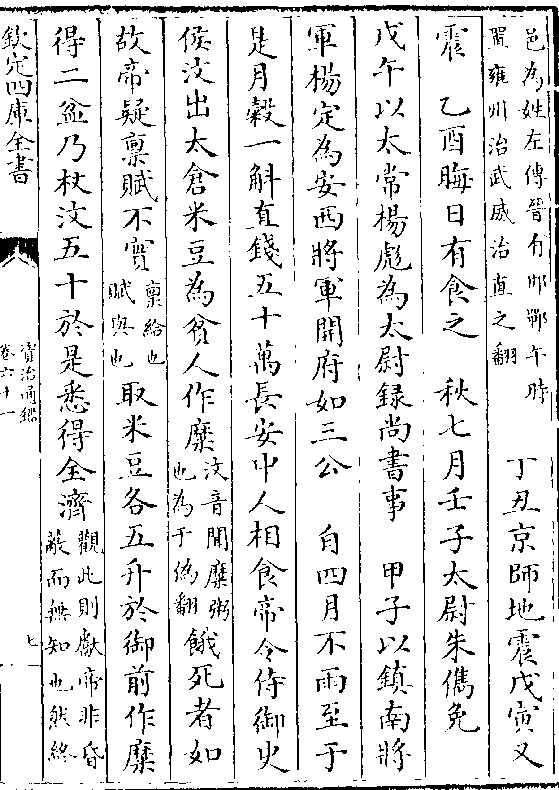 邑為姓左傳晉有邯鄲午時
置雍州治武威治直之翻
丁丑京師地震戊寅又
震　乙酉晦日有食之　秋七月壬子太尉朱儁免
戊午以太常楊彪為太尉録尚書事　甲子以鎮南將
軍楊定為安西將軍開府如三公　自四月不雨至于
是月穀一斛直錢五十萬長安中人相食帝令侍御史
侯汶出太倉米豆為貧人作糜
汶音聞糜粥
也為于偽翻
餓死者如
故帝疑禀賦不實
禀給也
賦與也
取米豆各五升於御前作糜
得二盆乃杖汶五十於是悉得全濟
觀此則獻帝非昏
蔽而無知也然終
欽定四庫全書
資治通鑑
卷六十一
七